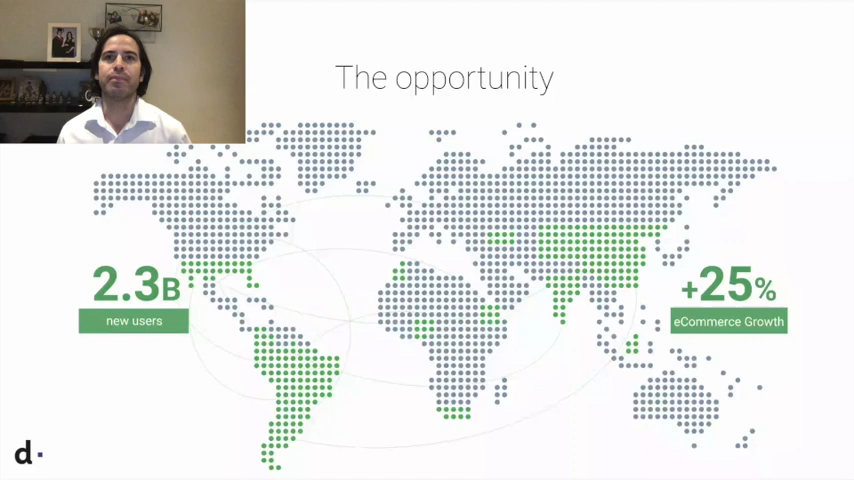 The opportunity
2.3B
new users
+25%
eCommerce Growth
d.